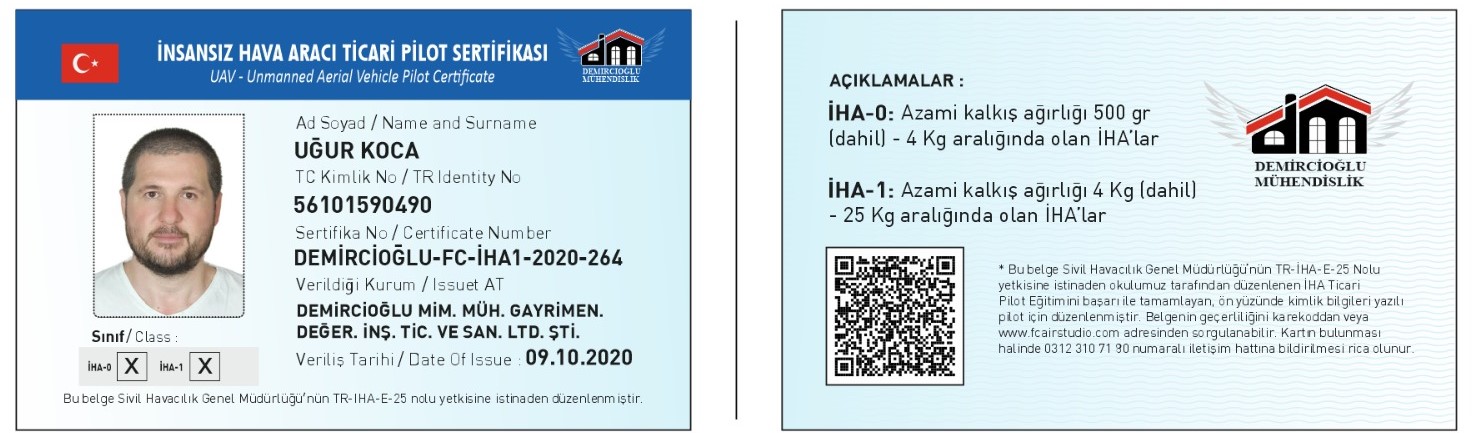 İNSANSIZ HAVA ARACI TİCARİ PİLOT SERTİFİKASI
UAV - Unmanned Aerial Vehicle Pilot Certificate
DEMİRCİOĞLU
MÜHENDİSLİK
Ad Soyad / Name and Surname
UĞUR KOCA
TC Kimlik No / TR Identity No
56101590490
Sertifika No / Certificate Number
DEMİRCİOĞLU-FC-İHA1-2020-264
Verildiği Kurum / Issuet AT
DEMİRCİOĞLU MİM. MÜH. GAYRİMEN.
DEĞER. İNŞ. TİC. VE SAN. LTD. ŞTİ.
Veriliş Tarihi / Date Of Issue : 09.10.2020
Sınıf / Class :
İHA-0 X İHA-1 X
Bu belge Sivil Havacılık Genel Müdürlüğü'nün TR-IHA-E-25 nolu yetkisine istinaden düzenlenmiştir.
AÇIKLAMALAR :
İHA-0: Azami kalkış ağırlığı 500 gr
(dahil) - 4 Kg aralığında olan İHA'lar
İHA-1: Azami kalkış ağırlığı 4 Kg (dahil)
- 25 Kg aralığında olan İHA'lar
DEMİRCİOĞLU
MÜHENDİSLİK
* Bu belge Sivil Havacılık Genel Müdürlüğü'nün TR-İHA-E-25 Nolu
yetkisine istinaden okulumuz tarafından düzenlenen İHA Ticari
Pilot Eğitimini başarı ile tamamlayan, ön yüzünde kimlik bilgileri yazılı
pilot için düzenlenmiştir. Belgenin geçerliliğini karekoddan veya
www.fcairstudio.com adresinden sorgulanabilir. Kartın bulunması
halinde 0312 310 71 90 numaralı iletişim hattına bildirilmesi rica olunur.